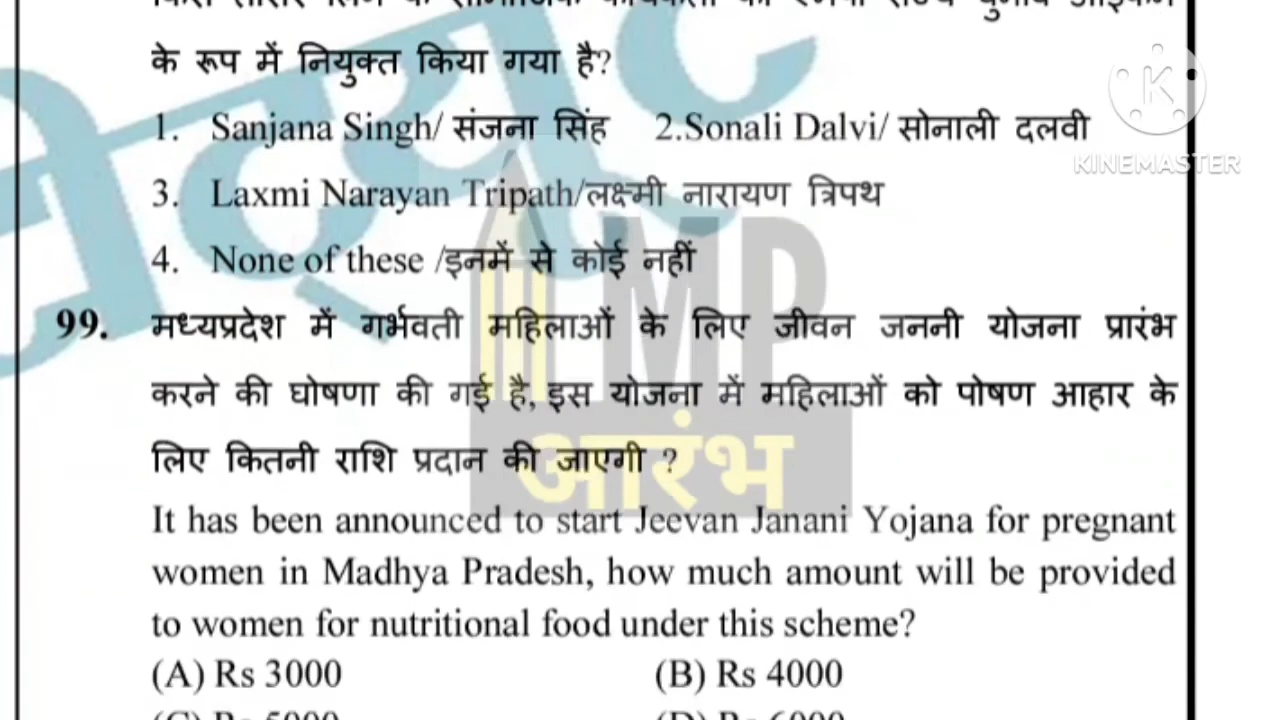 के रूप में नियुक्त किया गया है?
1. Sanjana Singh/ संजना सिंह 2.Sonali Dalvi/ सोनाली दलवी
3. Laxmi Narayan Tripath/लक्ष्मी नारायण त्रिपथ
4. None of these /इनमें से कोई नहीं
99. मध्यप्रदेश में गर्भवती महिलाओं के लिए जीवन जननी योजना प्रारंभ
करने की घोषणा की गई है, इस योजना में महिलाओं को पोषण आहार के
लिए कितनी राशि प्रदान की जाएगी ?
It has been announced to start Jeevan Janani Yojana for pregnant
women in Madhya Pradesh, how much amount will be provided
to women for nutritional food under this scheme?
(A) Rs 3000 (B) Rs 4000
K
KINEMASTER
MP
आरंभ